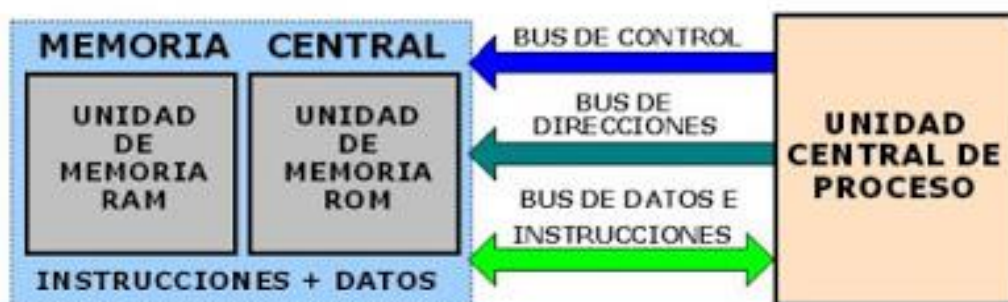 MEMORIA CENTRAL
UNIDAD
DE
MEMORIA
RAM
UNIDAD
DE
MEMORIA
ROM
INSTRUCCIONES + DATOS
BUS DE CONTROL
BUS DE
DIRECCIONES
BUS DE DATOS E
INSTRUCCIONES
UNIDAD
CENTRAL DE
PROCESO